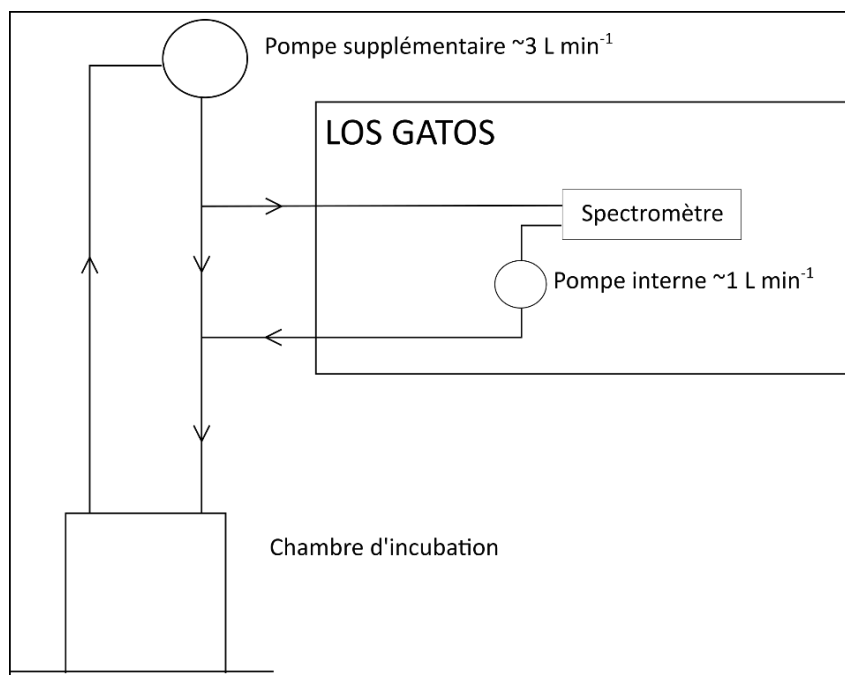 Pompe supplémentaire ~3 L min⁻¹
LOS GATOS
Spectromètre
Pompe interne ~1 L min⁻¹
Chambre d'incubation